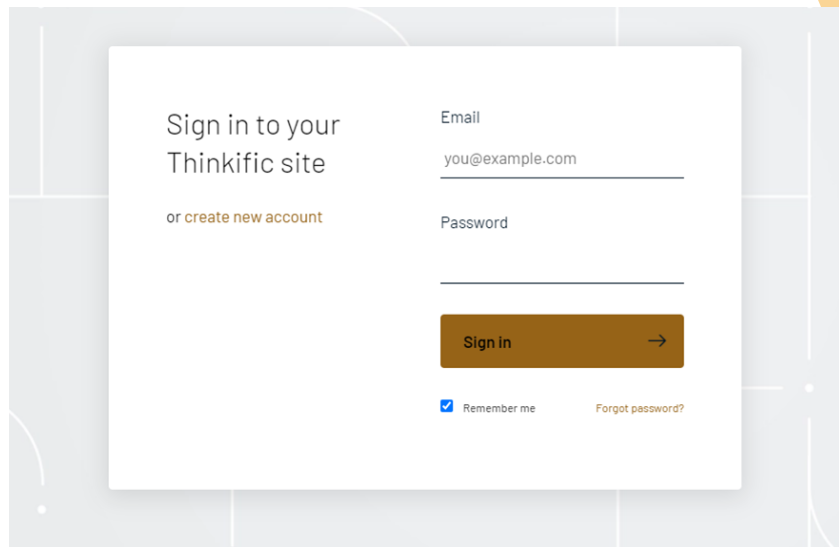 Sign in to your
Thinkific site
or create new account
Email
you@example.com
Password
Sign in
Remember me
Forgot password?